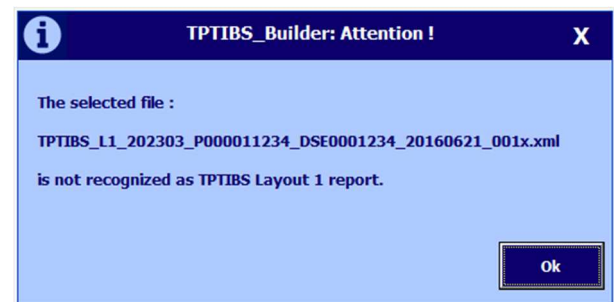 TPTIBS_Builder: Attention !
X
The selected file :
TPTIBS_L1_202303_P000011234_DSE0001234_20160621_001x.xml
is not recognized as TPTIBS Layout 1 report.
Ok